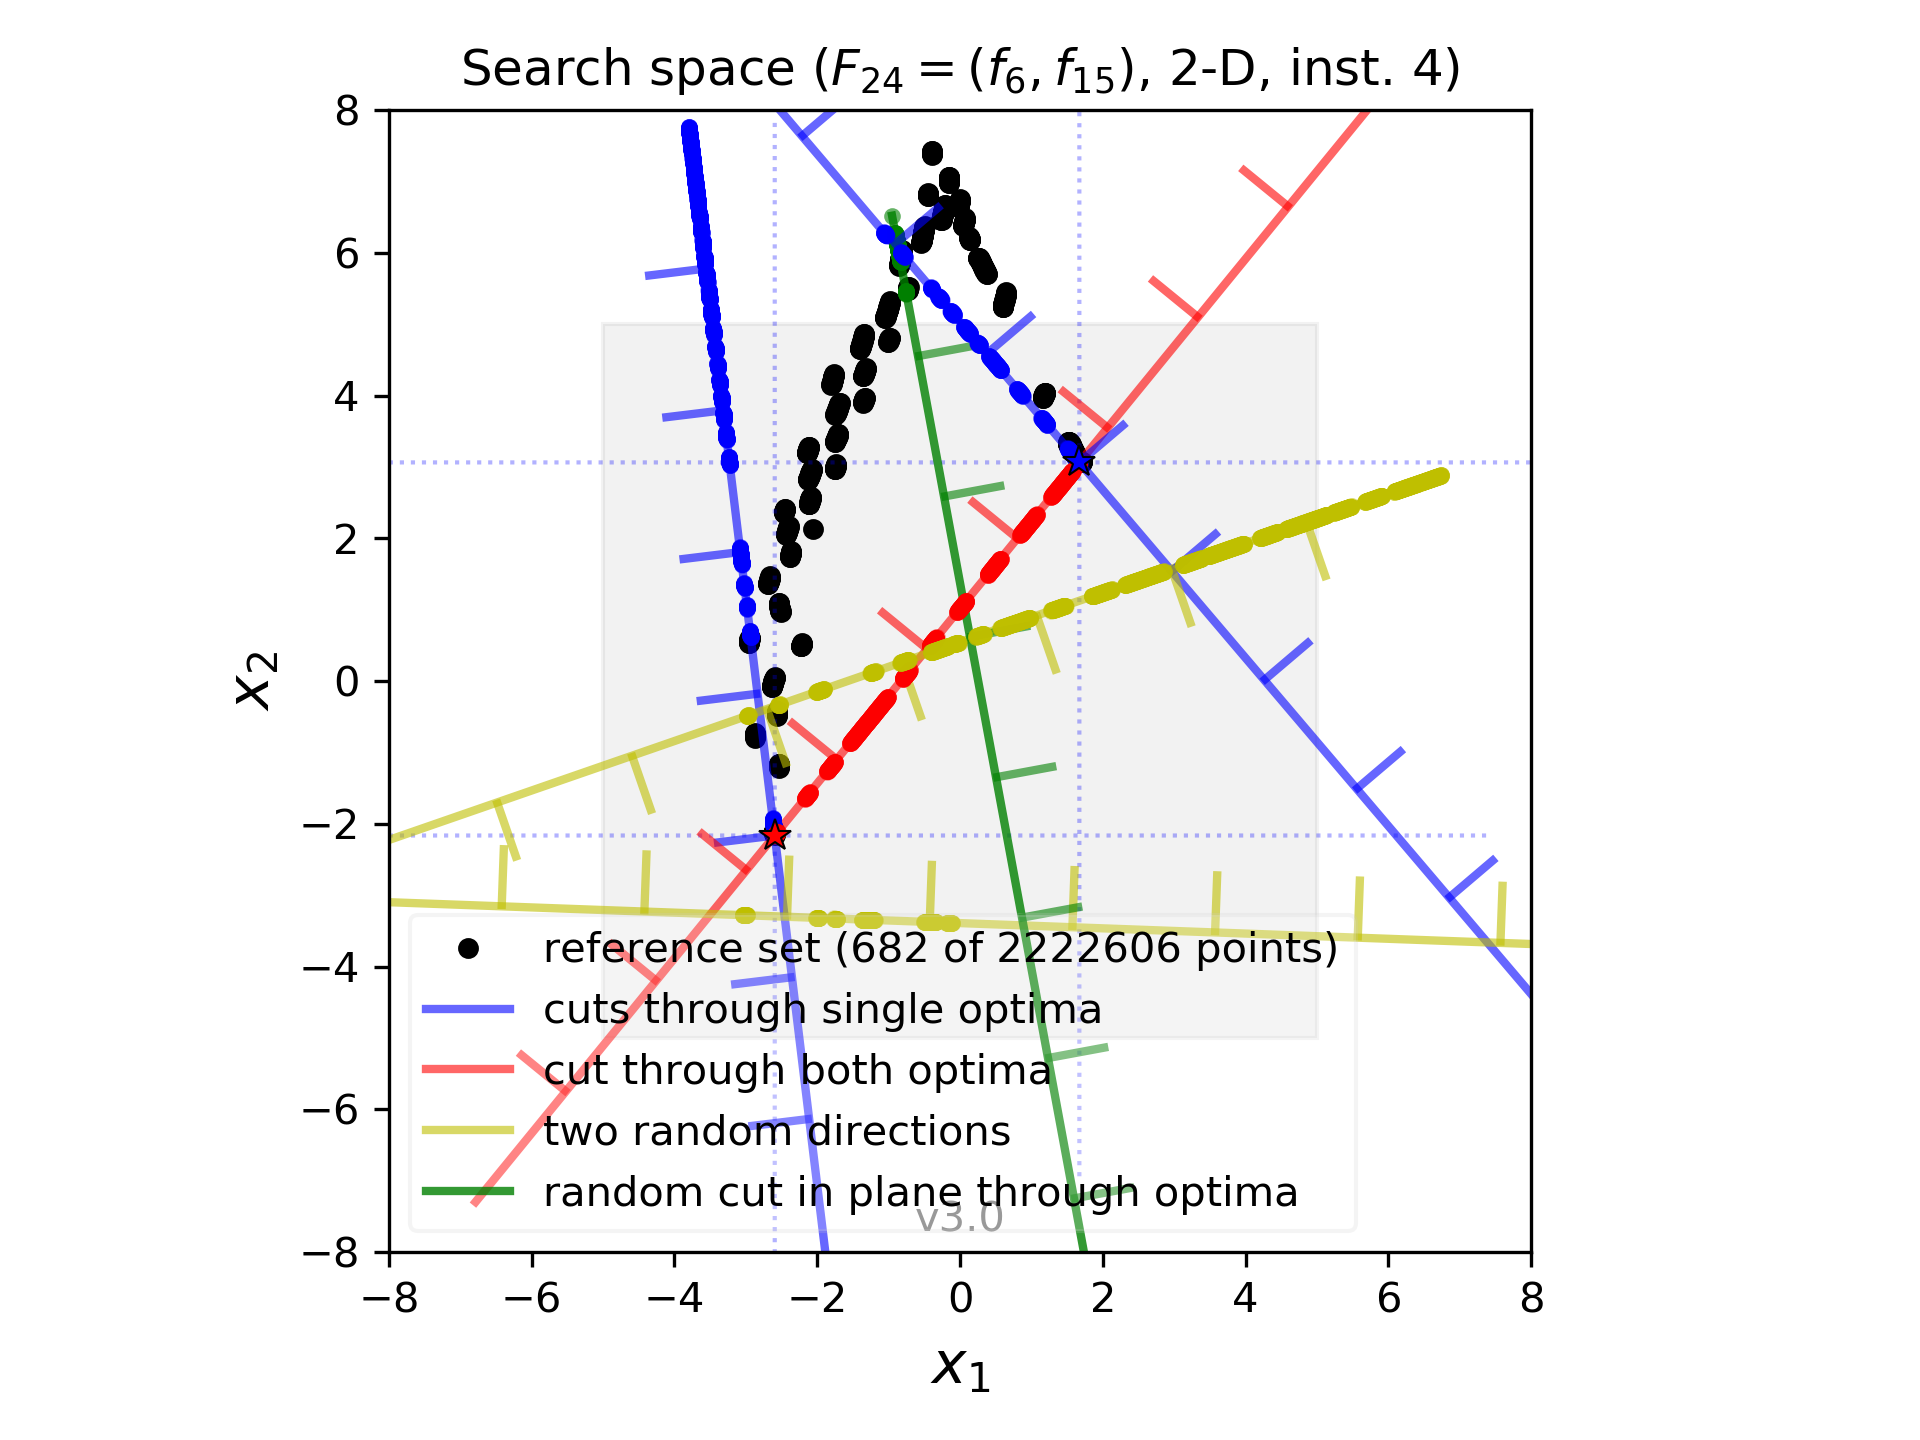 Search space (F24 = (f6, f15), 2-D, inst. 4)
8
6
4
2
0
−2
−4
−6
−8
x2
reference set (682 of 2222606 points)
cuts through single optima
cut through both optima
two random directions
random cut in plane through optima
v3.0
−8 −6 −4 −2 0 2 4 6 8
x1